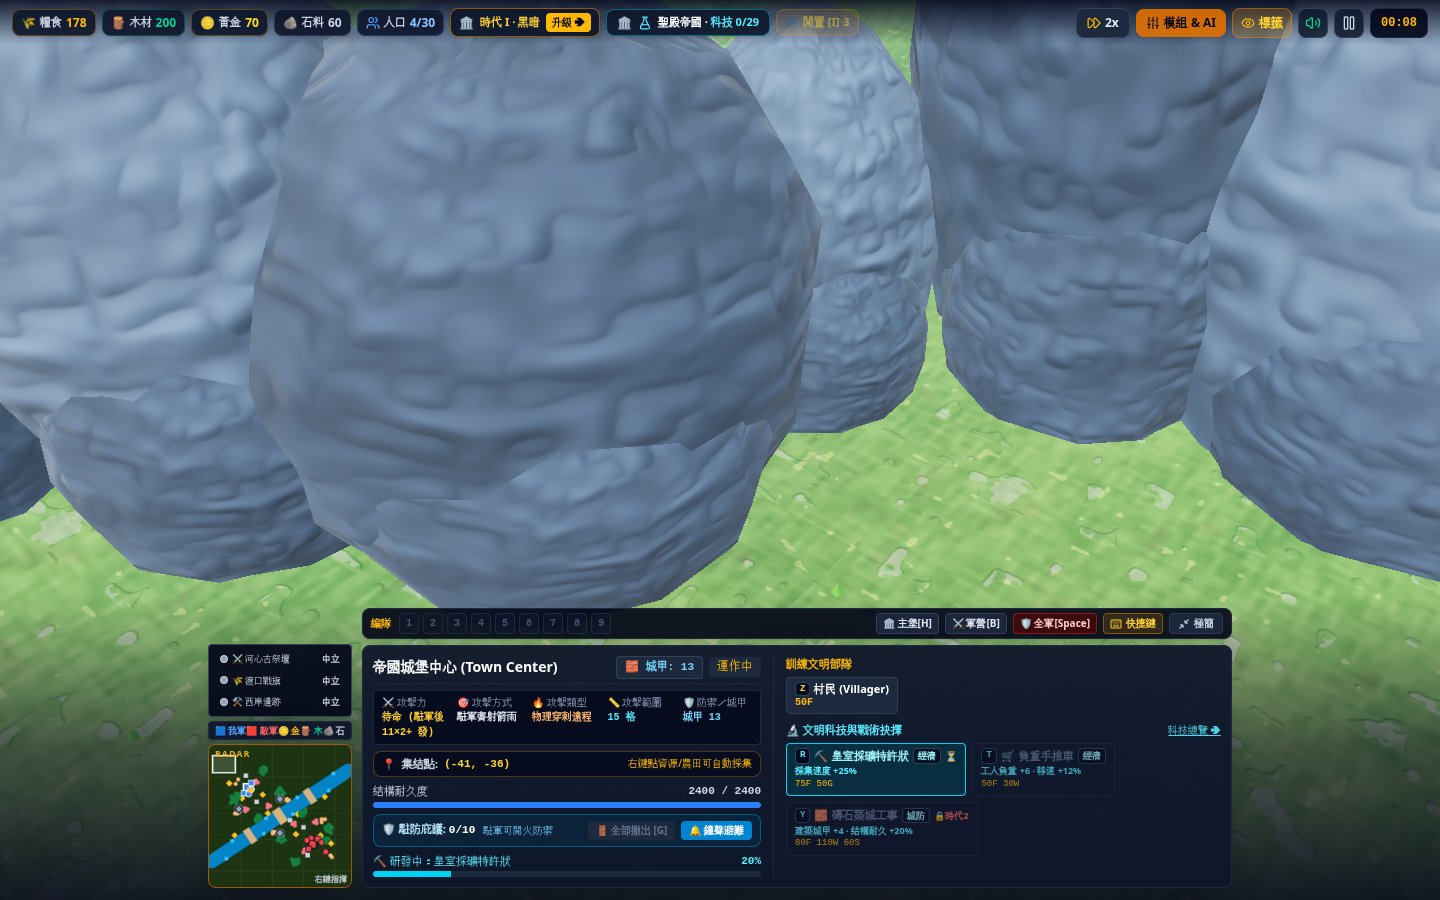 糧食 178
木材 200
黃金 70
石料 60
人口 4/30
時代 I · 黑暗 升級
聖殿帝國 · 科技 0/29
閒置 [I] 3
2x
模組 & AI
標籤
00:08
編隊 1 2 3 4 5 6 7 8 9
主堡[H]
軍營[B]
全軍[Space]
快捷鍵
極簡
河心古祭壇 中立
渡口戰旗 中立
西岸遺跡 中立
我軍 敵軍 金 木 石
RADAR
右鍵指揮
帝國城堡中心 (Town Center)
城甲: 13
運作中
攻擊力
待命 (駐軍後
11×2+ 發)
攻擊方式
駐軍齊射箭雨
攻擊類型
物理穿刺遠程
攻擊範圍
15 格
防禦／城甲
城甲 13
集結點: (-41, -36)
右鍵點資源/農田可自動採集
結構耐久度 2400 / 2400
駐防庇護: 0/10 駐軍可開火防禦
全部撤出 [G]
鐘聲避難
研發中：皇室採礦特許狀 20%
訓練文明部隊
Z 村民 (Villager)
50F
文明科技與戰術抉擇
科技總覽
R 皇室採礦特許狀 經濟
採集速度 +25%
75F 50G
T 負重手推車 經濟
工人負重 +6 · 移速 +12%
50F 30W
Y 磚石築城工事 城防 時代2
建築城甲 +4 · 結構耐久 +20%
80F 110W 60S